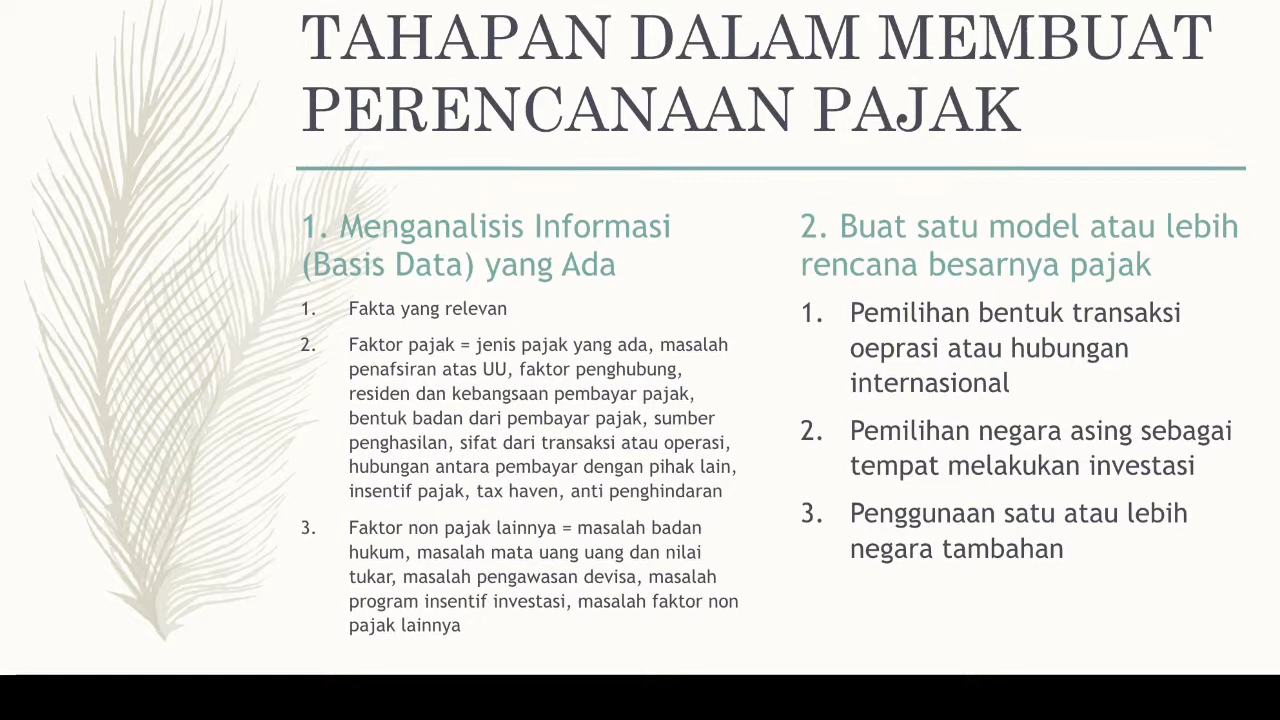 TAHAPAN DALAM MEMBUAT
PERENCANAAN PAJAK
1. Menganalisis Informasi
(Basis Data) yang Ada
1. Fakta yang relevan
2. Faktor pajak = jenis pajak yang ada, masalah
penafsiran atas UU, faktor penghubung,
residen dan kebangsaan pembayar pajak,
bentuk badan dari pembayar pajak, sumber
penghasilan, sifat dari transaksi atau operasi,
hubungan antara pembayar dengan pihak lain,
insentif pajak, tax haven, anti penghindaran
3. Faktor non pajak lainnya = masalah badan
hukum, masalah mata uang uang dan nilai
tukar, masalah pengawasan devisa, masalah
program insentif investasi, masalah faktor non
pajak lainnya
2. Buat satu model atau lebih
rencana besarnya pajak
1. Pemilihan bentuk transaksi
oeprasi atau hubungan
internasional
2. Pemilihan negara asing sebagai
tempat melakukan investasi
3. Penggunaan satu atau lebih
negara tambahan